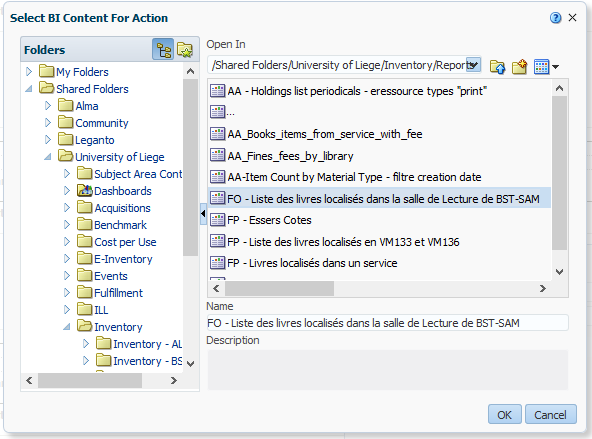 Select BI Content For Action
Folders
My Folders
Shared Folders
Alma
Community
Leganto
University of Liege
Subject Area Cont
Dashboards
Acquisitions
Benchmark
Cost per Use
E-Inventory
Events
Fulfillment
ILL
Inventory
Inventory - AL
Inventory - BS
Open In
/Shared Folders/University of Liege/Inventory/Reports
AA - Holdings list periodicals - eressource types "print"
...
AA_Books_items_from_service_with_fee
AA_Fines_fees_by_library
AA-Item Count by Material Type - filtre creation date
FO - Liste des livres localisés dans la salle de Lecture de BST-SAM
FP - Essers Cotes
FP - Liste des livres localisés en VM133 et VM136
FP - Livres localisés dans un service
Name
FO - Liste des livres localisés dans la salle de Lecture de BST-SAM
Description
OK
Cancel